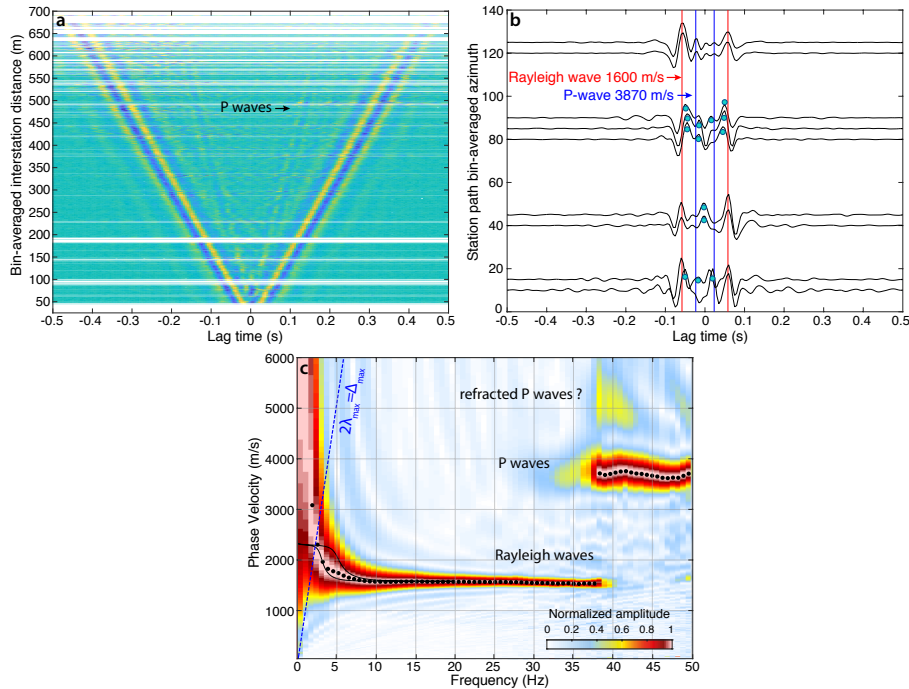 a
Bin-averaged interstation distance (m)
650
600
550
500
450
400
350
300
250
200
150
100
50
P waves
-0.5 -0.4 -0.3 -0.2 -0.1 0 0.1 0.2 0.3 0.4 0.5
Lag time (s)
b
Station path bin-averaged azimuth
140
120
100
80
60
40
20
0
Rayleigh wave 1600 m/s
P-wave 3870 m/s
-0.5 -0.4 -0.3 -0.2 -0.1 0 0.1 0.2 0.3 0.4 0.5
Lag time (s)
c
Phase Velocity (m/s)
6000
5000
4000
3000
2000
1000
2λmax=Δmax
refracted P waves ?
P waves
Rayleigh waves
Normalized amplitude
0 0.2 0.4 0.6 0.8 1
0 5 10 15 20 25 30 35 40 45 50
Frequency (Hz)